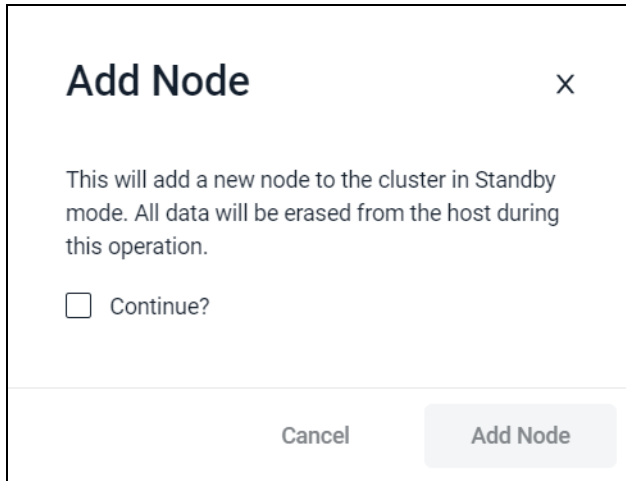 Add Node
X
This will add a new node to the cluster in Standby
mode. All data will be erased from the host during
this operation.
Continue?
Cancel
Add Node